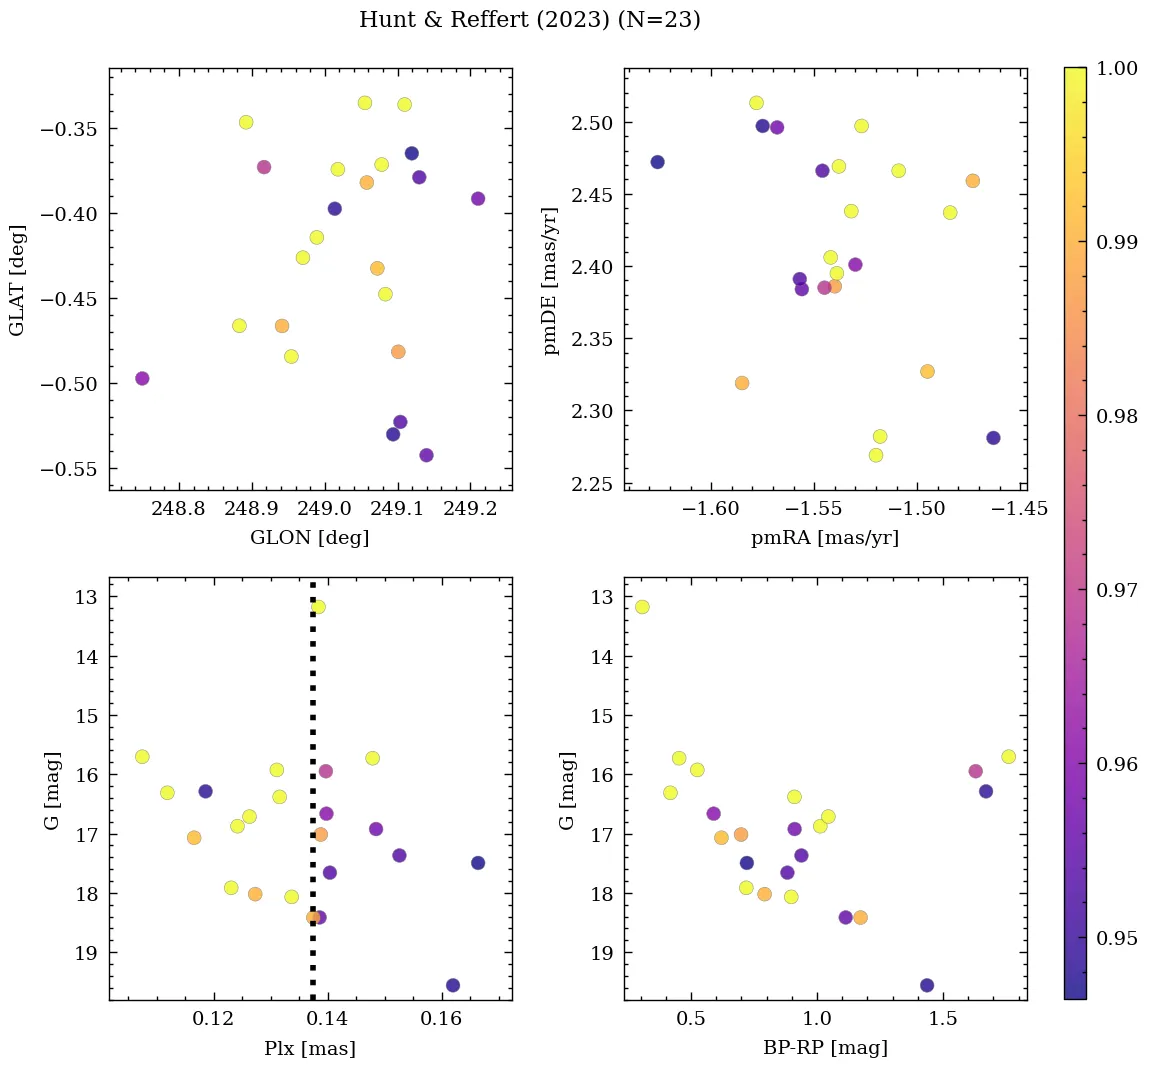 Hunt & Reffert (2023) (N=23)
−0.35
−0.40
−0.45
−0.50
−0.55
GLAT [deg]
248.8 248.9 249.0 249.1 249.2
GLON [deg]
2.50
2.45
2.40
2.35
2.30
2.25
pmDE [mas/yr]
−1.60 −1.55 −1.50 −1.45
pmRA [mas/yr]
13
14
15
16
17
18
19
G [mag]
0.12 0.14 0.16
Plx [mas]
13
14
15
16
17
18
19
G [mag]
0.5 1.0 1.5
BP-RP [mag]
1.00
0.99
0.98
0.97
0.96
0.95